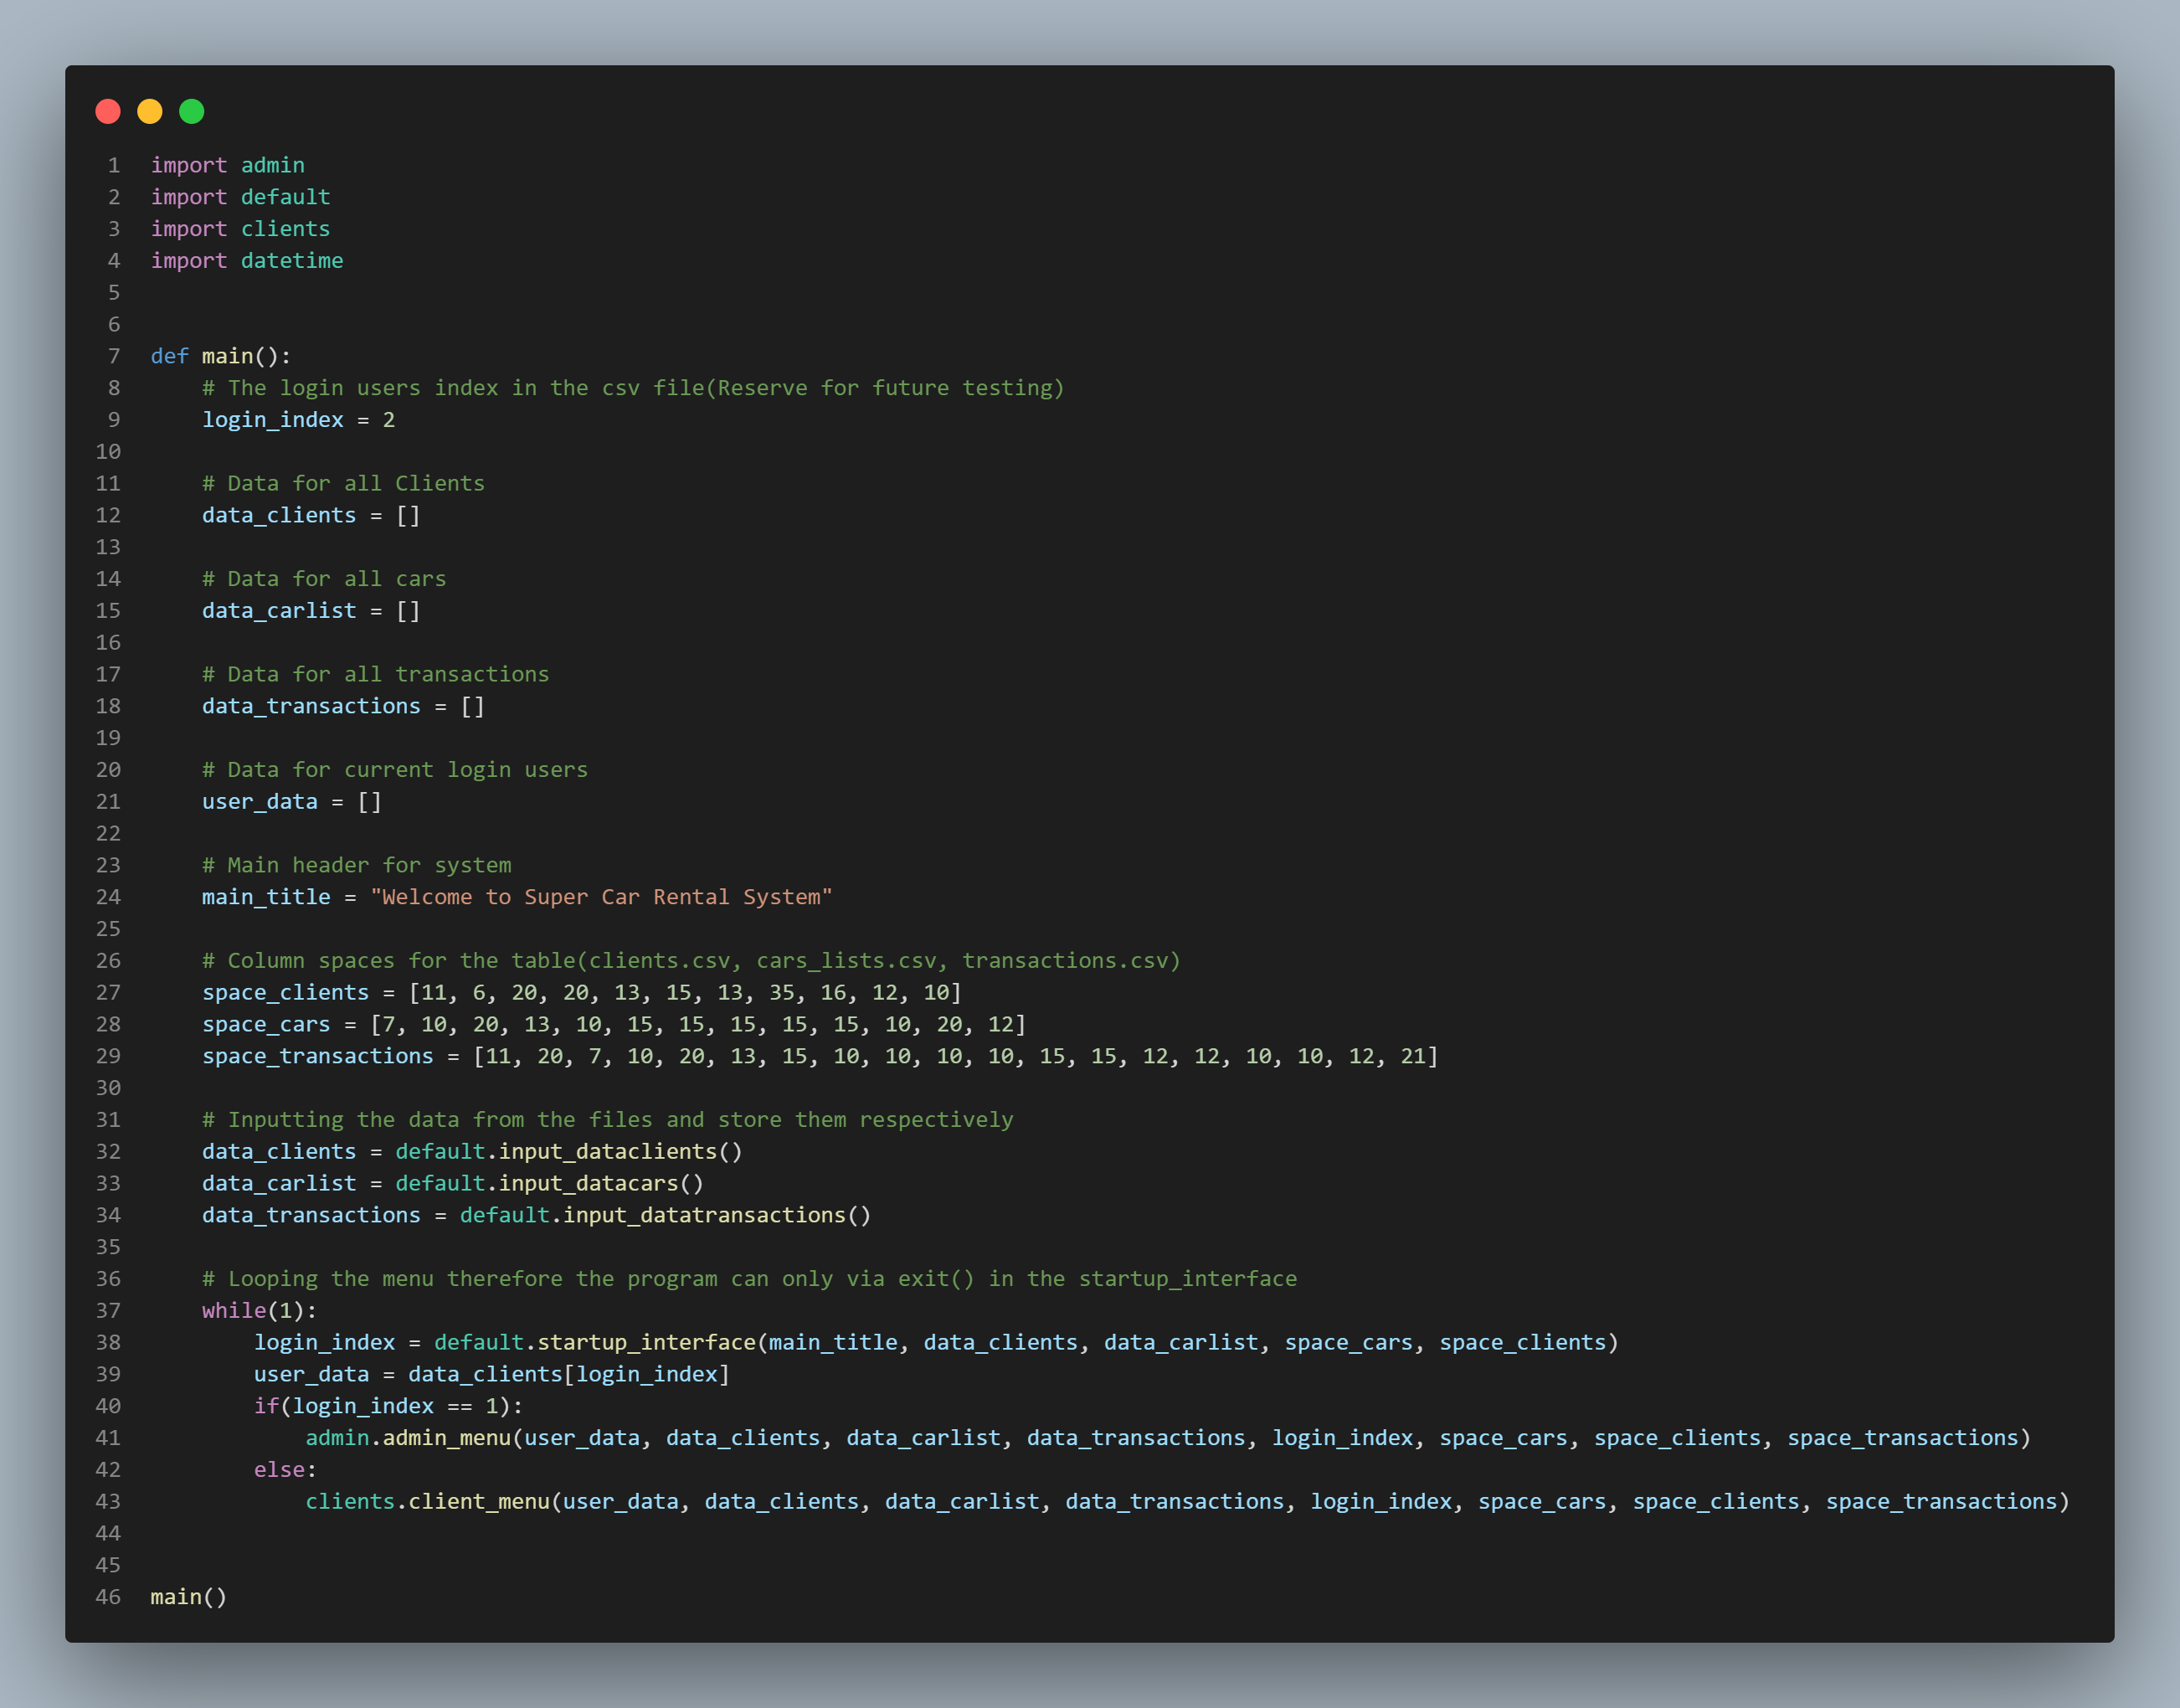 1 import admin
2 import default
3 import clients
4 import datetime
5
6
7 def main():
8     # The login users index in the csv file(Reserve for future testing)
9     login_index = 2
10
11     # Data for all Clients
12     data_clients = []
13
14     # Data for all cars
15     data_carlist = []
16
17     # Data for all transactions
18     data_transactions = []
19
20     # Data for current login users
21     user_data = []
22
23     # Main header for system
24     main_title = "Welcome to Super Car Rental System"
25
26     # Column spaces for the table(clients.csv, cars_lists.csv, transactions.csv)
27     space_clients = [11, 6, 20, 20, 13, 15, 13, 35, 16, 12, 10]
28     space_cars = [7, 10, 20, 13, 10, 15, 15, 15, 15, 15, 10, 20, 12]
29     space_transactions = [11, 20, 7, 10, 20, 13, 15, 10, 10, 10, 10, 15, 15, 12, 12, 10, 10, 12, 21]
30
31     # Inputting the data from the files and store them respectively
32     data_clients = default.input_dataclients()
33     data_carlist = default.input_datacars()
34     data_transactions = default.input_datatransactions()
35
36     # Looping the menu therefore the program can only via exit() in the startup_interface
37     while(1):
38         login_index = default.startup_interface(main_title, data_clients, data_carlist, space_cars, space_clients)
39         user_data = data_clients[login_index]
40         if(login_index == 1):
41             admin.admin_menu(user_data, data_clients, data_carlist, data_transactions, login_index, space_cars, space_clients, space_transactions)
42         else:
43             clients.client_menu(user_data, data_clients, data_carlist, data_transactions, login_index, space_cars, space_clients, space_transactions)
44
45
46 main()